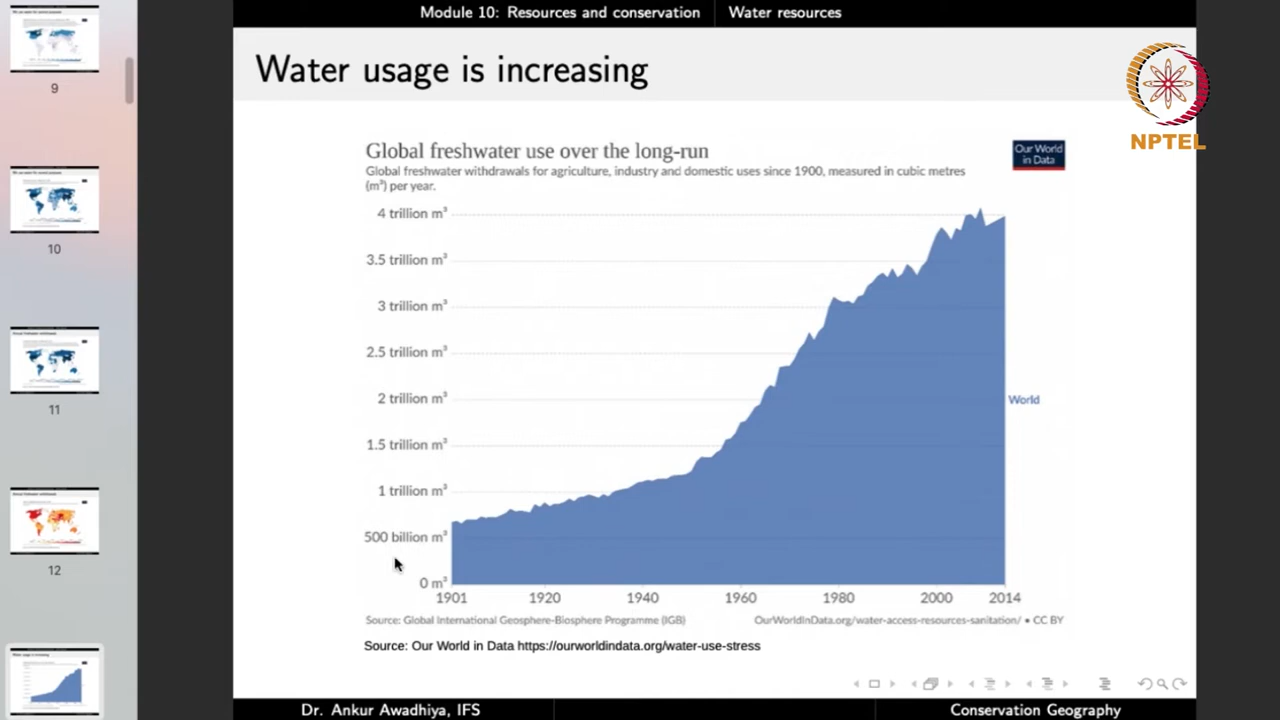 Module 10: Resources and conservation
Water resources
Water usage is increasing
NPTEL
Global freshwater use over the long-run
Our World
in Data
Global freshwater withdrawals for agriculture, industry and domestic uses since 1900, measured in cubic metres
(m³) per year.
4 trillion m³
3.5 trillion m³
3 trillion m³
2.5 trillion m³
2 trillion m³
World
1.5 trillion m³
1 trillion m³
500 billion m³
0 m³
1901
1920
1940
1960
1980
2000
2014
Source: Global International Geosphere-Biosphere Programme (IGB)
OurWorldInData.org/water-access-resources-sanitation/ • CC BY
Source: Our World in Data https://ourworldindata.org/water-use-stress
Dr. Ankur Awadhiya, IFS
Conservation Geography
9
10
11
12